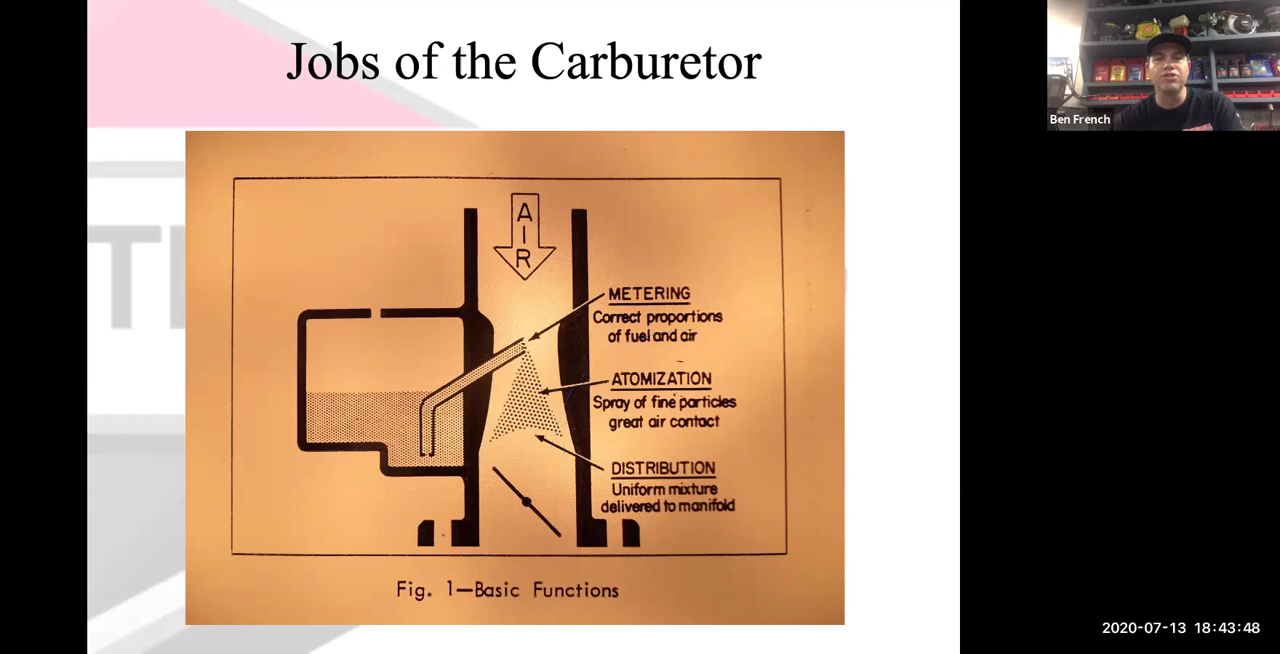 Jobs of the Carburetor
Ben French
A
I
R
METERING
Correct proportions
of fuel and air
ATOMIZATION
Spray of fine particles
great air contact
DISTRIBUTION
Uniform mixture
delivered to manifold
Fig. 1—Basic Functions
2020-07-13 18:43:48